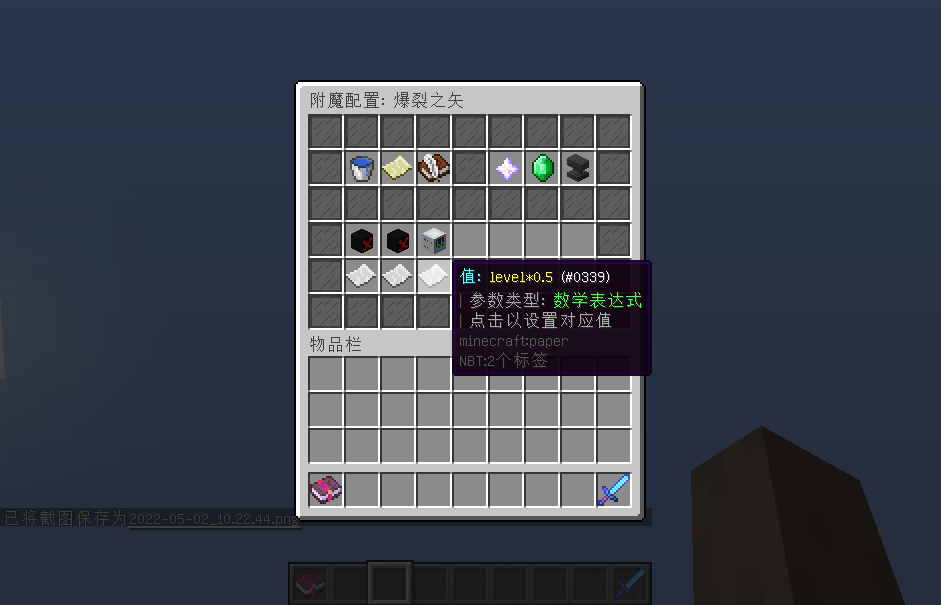 附魔配置: 爆裂之矢
值: level*0.5 (#0339)
| 参数类型: 数学表达式
| 点击以设置对应值
minecraft:paper
NBT:2个标签
物品栏
已将截图保存为2022-05-02_10.22.44.png